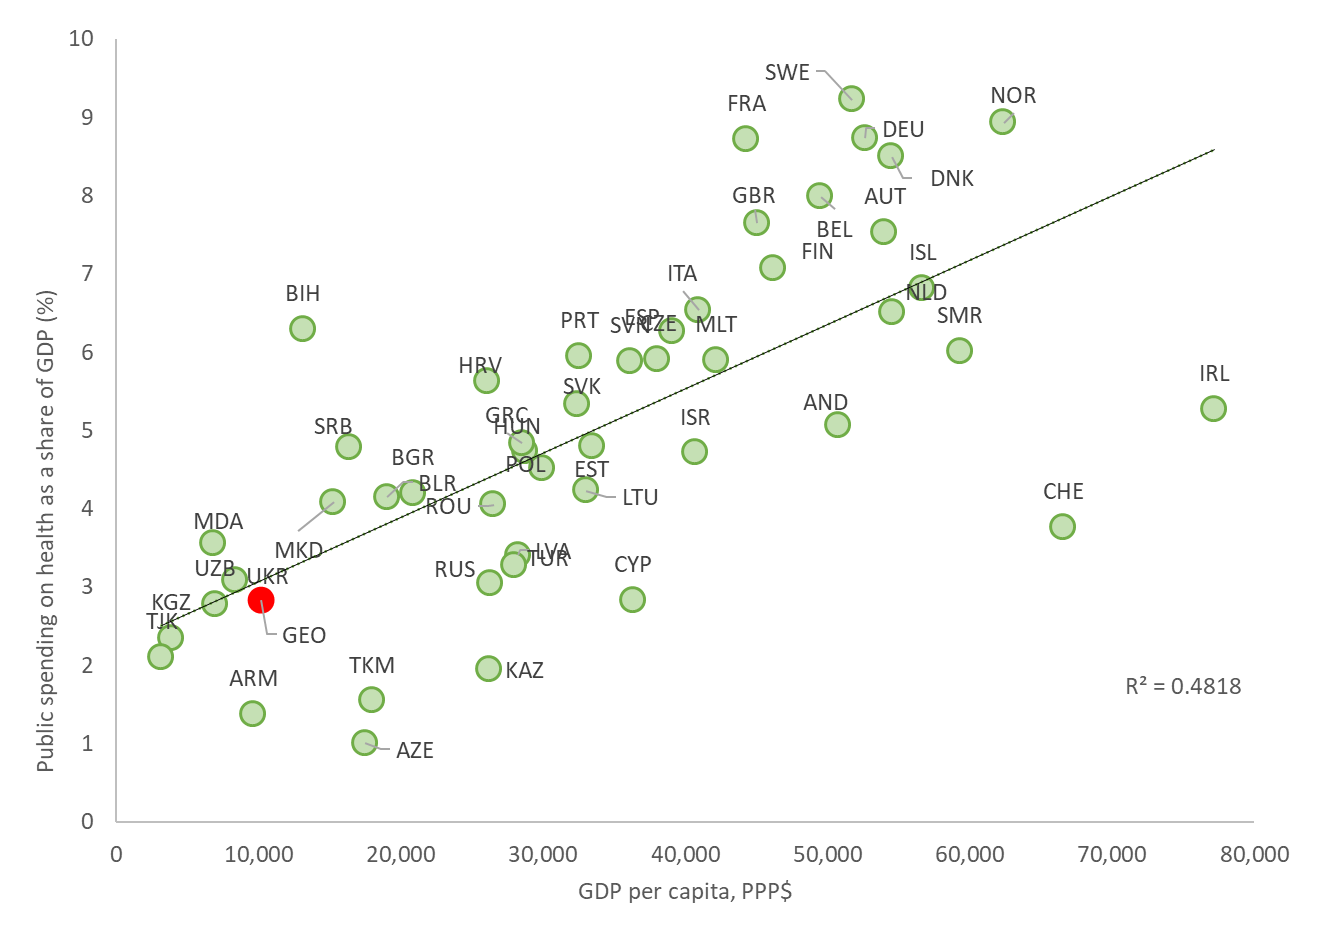 10
9
8
7
6
5
4
3
2
1
0
Public spending on health as a share of GDP (%)
SWE
NOR
FRA
DEU
DNK
GBR
AUT
BEL
FIN
ISL
ITA
NLD
BIH
SMR
ESP
PRT
SVN
CZE
MLT
HRV
IRL
SVK
AND
GRC
ISR
SRB
HUN
BGR
POL
EST
BLR
CHE
LTU
ROU
MDA
MKD
LVA
TUR
CYP
UZB
RUS
UKR
KGZ
TJK
GEO
TKM
KAZ
ARM
R² = 0.4818
AZE
0
10,000
20,000
30,000
40,000
50,000
60,000
70,000
80,000
GDP per capita, PPP$